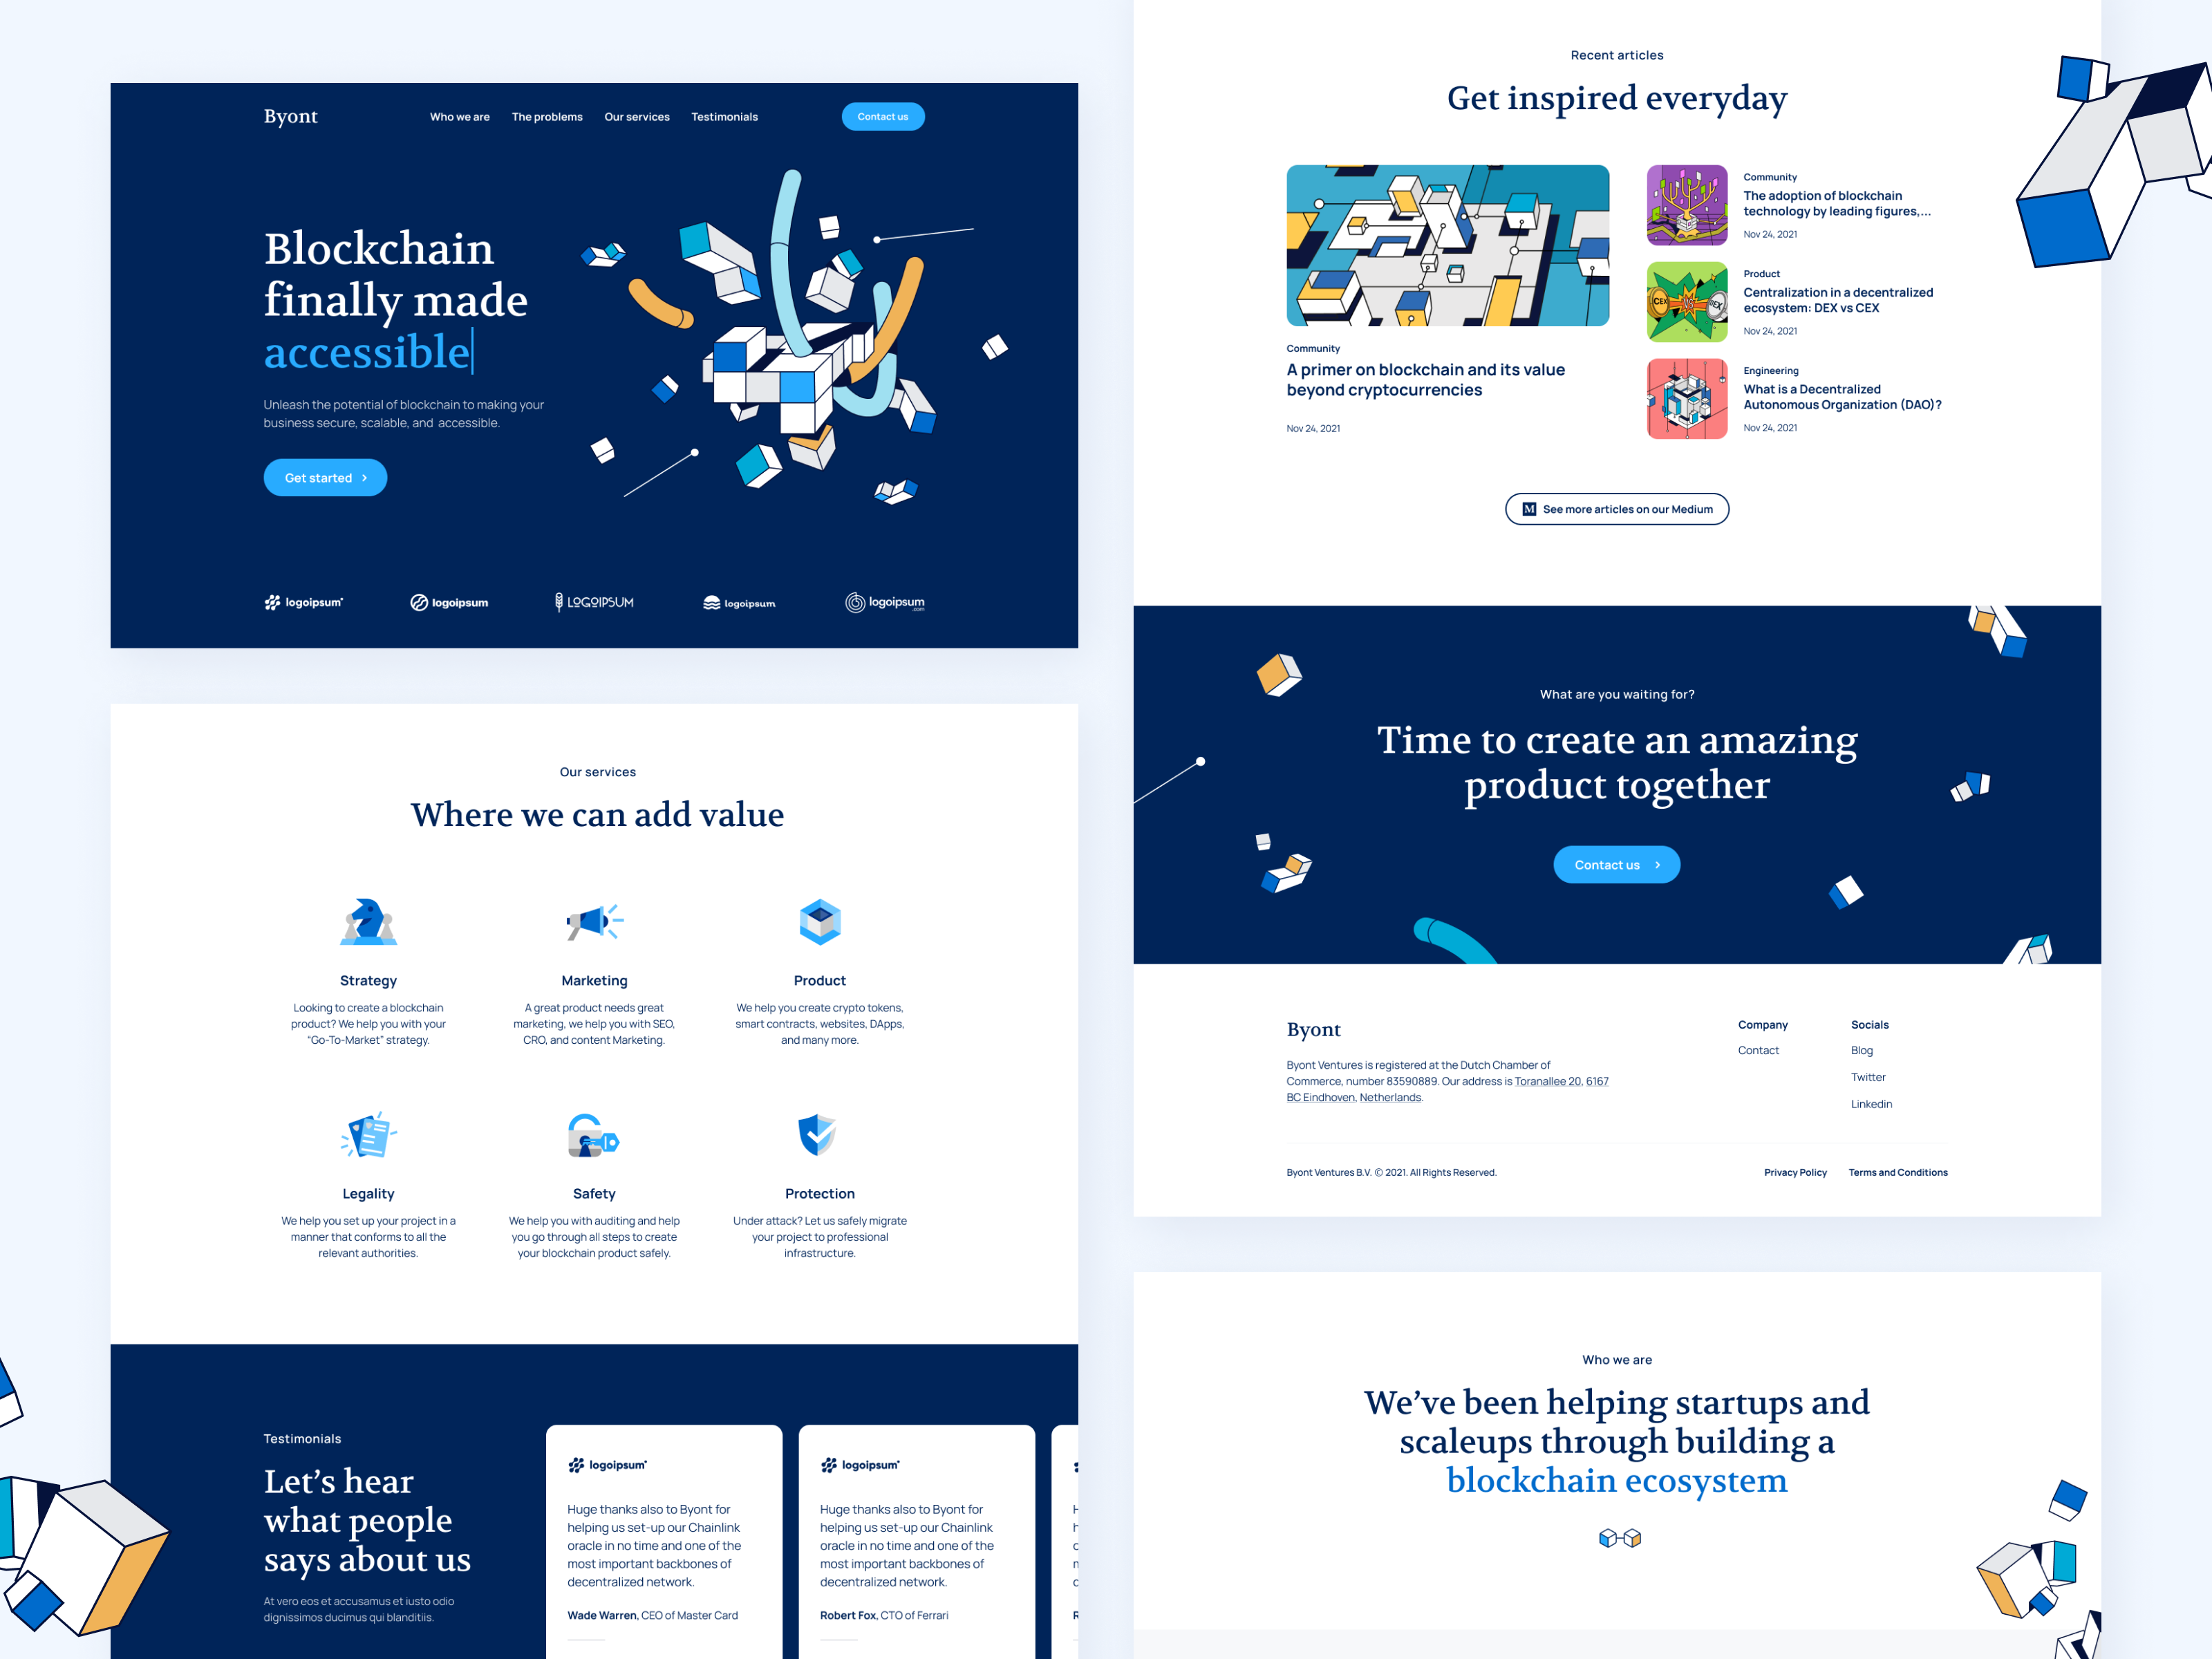 Byont
Who we are
The problems
Our services
Testimonials
Contact us
Blockchain
finally made
accessible
Unleash the potential of blockchain to making your
business secure, scalable, and accessible.
Get started
logoipsum
logoipsum
LOGOIPSUM
logoipsum
logoipsum
.com
Our services
Where we can add value
Strategy
Looking to create a blockchain
product? We help you with your
“Go-To-Market” strategy.
Marketing
A great product needs great
marketing, we help you with SEO,
CRO, and content Marketing.
Product
We help you create crypto tokens,
smart contracts, websites, DApps,
and many more.
Legality
We help you set up your project in a
manner that conforms to all the
relevant authorities.
Safety
We help you with auditing and help
you go through all steps to create
your blockchain product safely.
Protection
Under attack? Let us safely migrate
your project to professional
infrastructure.
Testimonials
Let’s hear
what people
says about us
At vero eos et accusamus et iusto odio
dignissimos ducimus qui blanditiis.
logoipsum
Huge thanks also to Byont for
helping us set-up our Chainlink
oracle in no time and one of the
most important backbones of
decentralized network.
Wade Warren, CEO of Master Card
logoipsum
Huge thanks also to Byont for
helping us set-up our Chainlink
oracle in no time and one of the
most important backbones of
decentralized network.
Robert Fox, CTO of Ferrari
Recent articles
Get inspired everyday
Community
A primer on blockchain and its value
beyond cryptocurrencies
Nov 24, 2021
Community
The adoption of blockchain
technology by leading figures,...
Nov 24, 2021
CEX
VS
DEX
Product
Centralization in a decentralized
ecosystem: DEX vs CEX
Nov 24, 2021
Engineering
What is a Decentralized
Autonomous Organization (DAO)?
Nov 24, 2021
M See more articles on our Medium
What are you waiting for?
Time to create an amazing
product together
Contact us
Byont
Byont Ventures is registered at the Dutch Chamber of
Commerce, number 83590889. Our address is Toranallee 20, 6167
BC Eindhoven, Netherlands.
Company
Contact
Socials
Blog
Twitter
Linkedin
Byont Ventures B.V. © 2021. All Rights Reserved.
Privacy Policy
Terms and Conditions
Who we are
We’ve been helping startups and
scaleups through building a
blockchain ecosystem